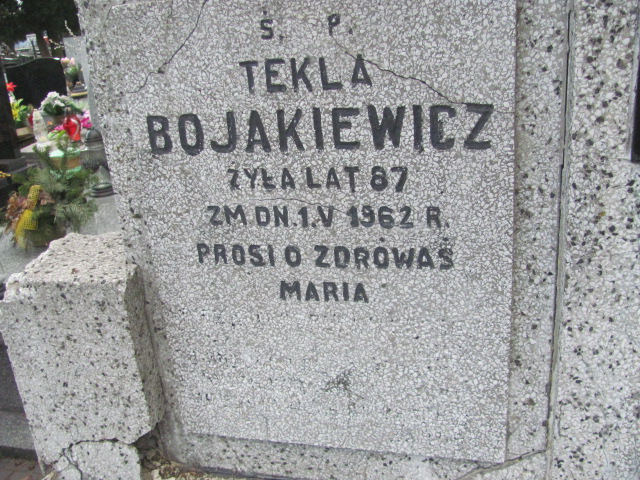 Ś. P.
TEKLA
BOJAKIEWICZ
ŻYŁA LAT 87
ZM DN. 1.V 1962 R.
PROSI O ZDROWAŚ
MARIA